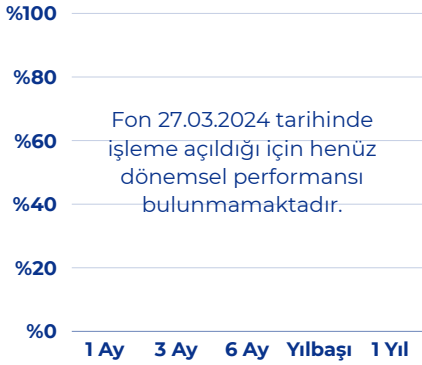 %100
%80
Fon 27.03.2024 tarihinde
%60
işleme açıldığı için henüz
dönemsel performansı
%40
bulunmamaktadır.
%20
%0
1 Ay 3 Ay 6 Ay Yılbaşı 1 Yıl